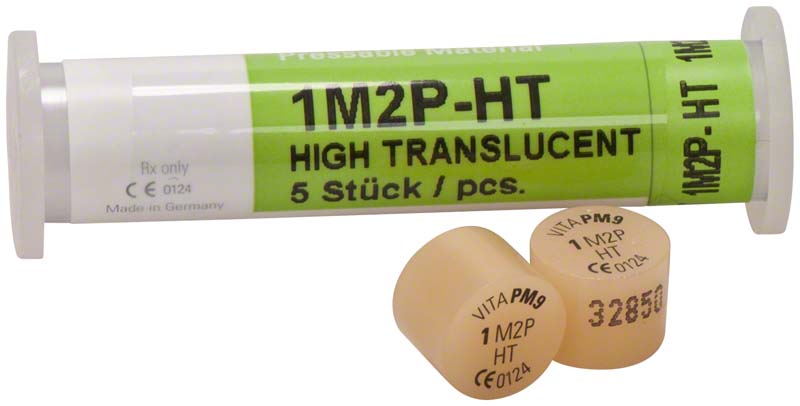 Pressable Material
1M2P-HT
HIGH TRANSLUCENT
5 Stück / pcs.
Rx only
CE 0124
Made in Germany
1M2P- HT 1M
VITA PM9
1 M2P
HT
CE 0124
VITA PM9
1 M2P
HT
CE 0124
32850